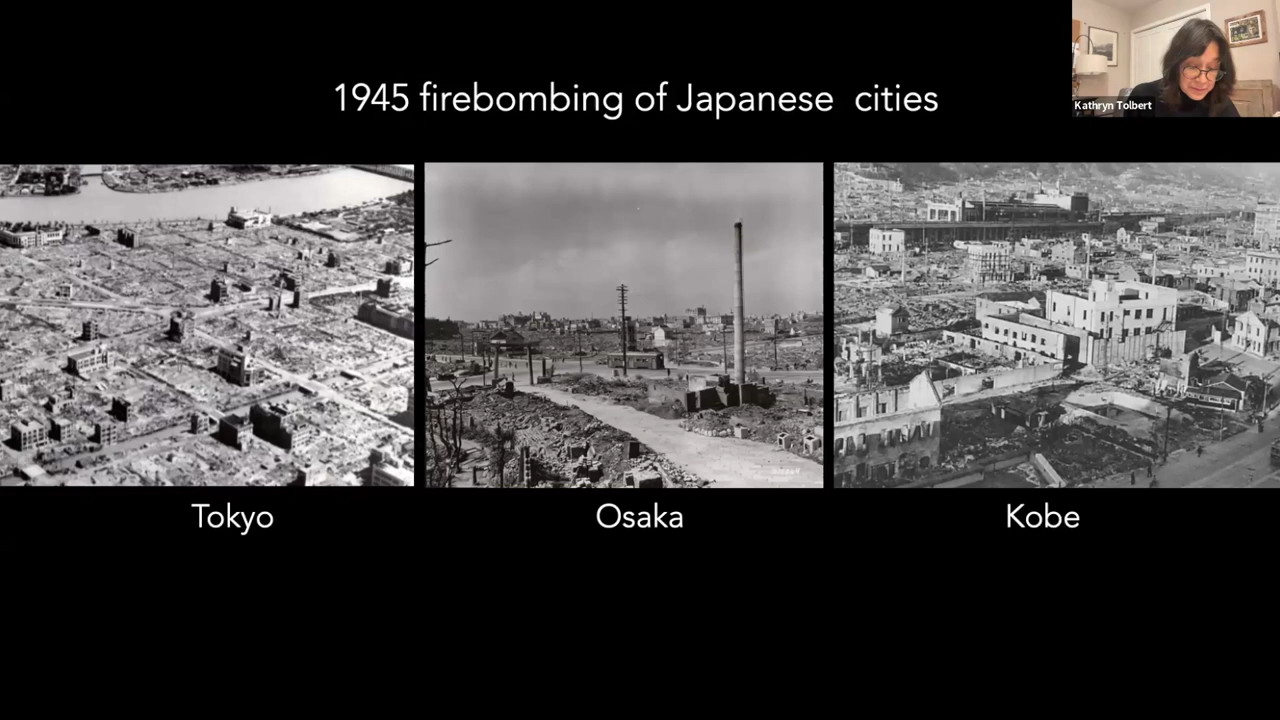 1945 firebombing of Japanese  cities
Kathryn Tolbert
Tokyo
Osaka
Kobe